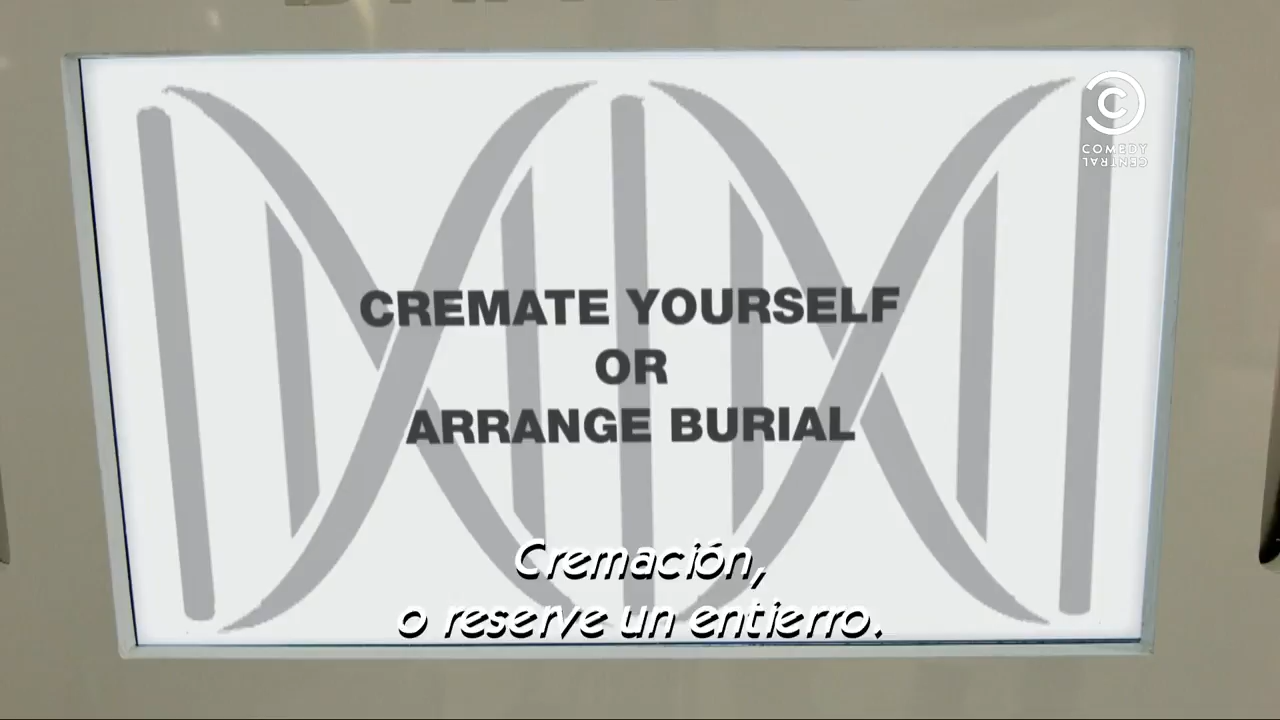 COMEDY
CENTRAL
CREMATE YOURSELF
OR
ARRANGE BURIAL
Cremación,
o reserve un entierro.